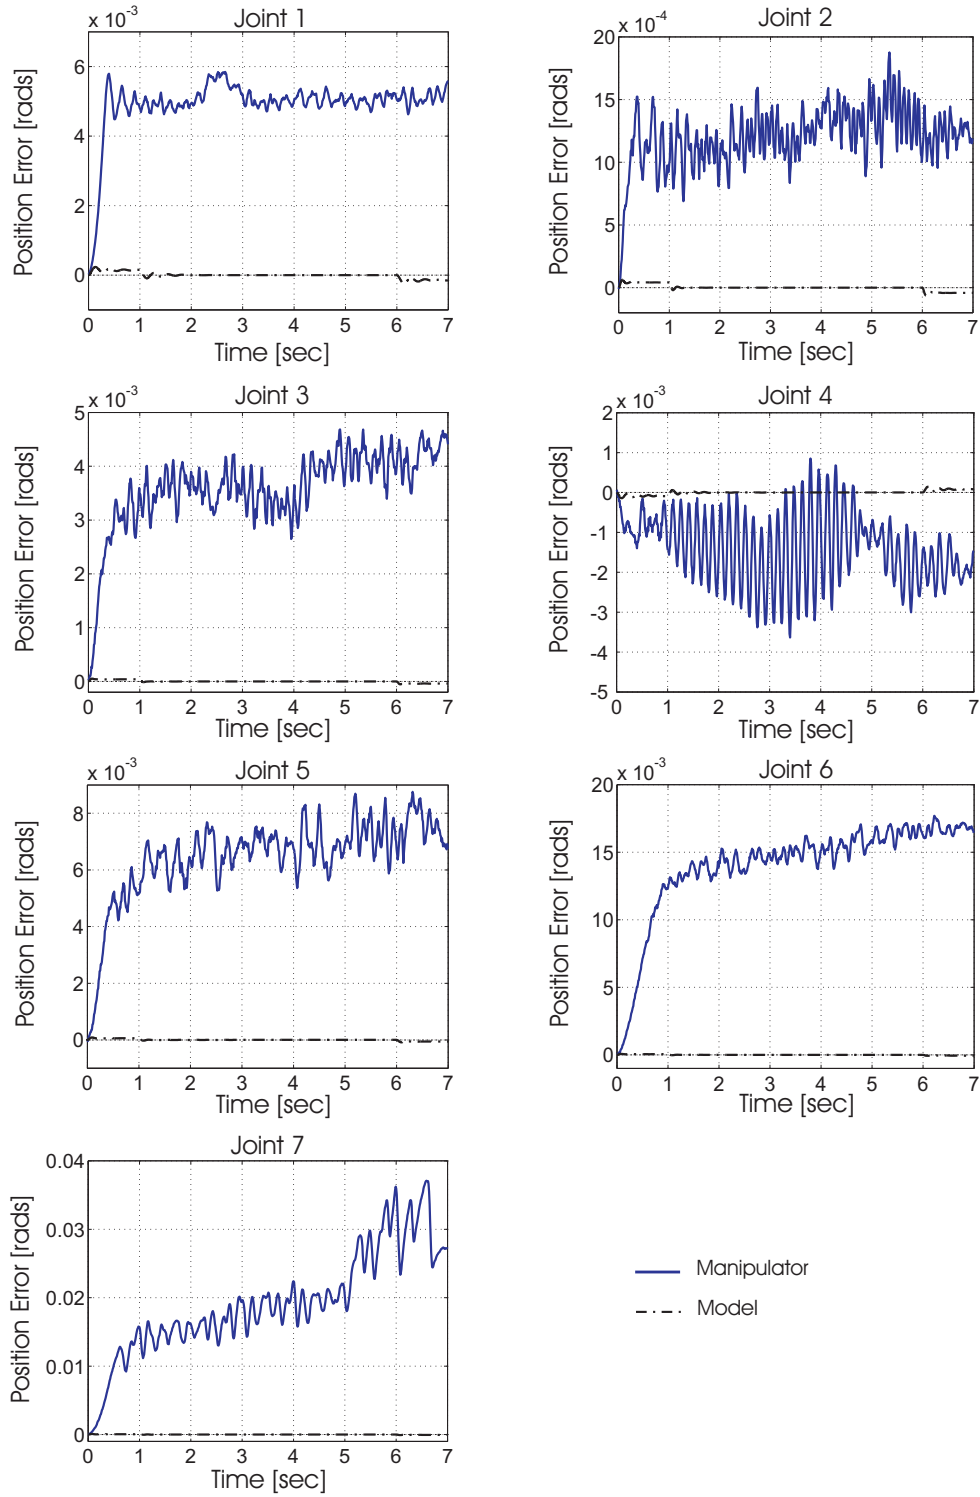 Joint 1
x 10-3
Position Error [rads]
6
4
2
0
0 1 2 3 4 5 6 7
Time [sec]
Joint 2
x 10-4
Position Error [rads]
20
15
10
5
0
0 1 2 3 4 5 6 7
Time [sec]
Joint 3
x 10-3
Position Error [rads]
5
4
3
2
1
0
0 1 2 3 4 5 6 7
Time [sec]
Joint 4
x 10-3
Position Error [rads]
2
1
0
-1
-2
-3
-4
-5
0 1 2 3 4 5 6 7
Time [sec]
Joint 5
x 10-3
Position Error [rads]
8
6
4
2
0
0 1 2 3 4 5 6 7
Time [sec]
Joint 6
x 10-3
Position Error [rads]
20
15
10
5
0
0 1 2 3 4 5 6 7
Time [sec]
Joint 7
Position Error [rads]
0.04
0.03
0.02
0.01
0
0 1 2 3 4 5 6 7
Time [sec]
Manipulator
Model